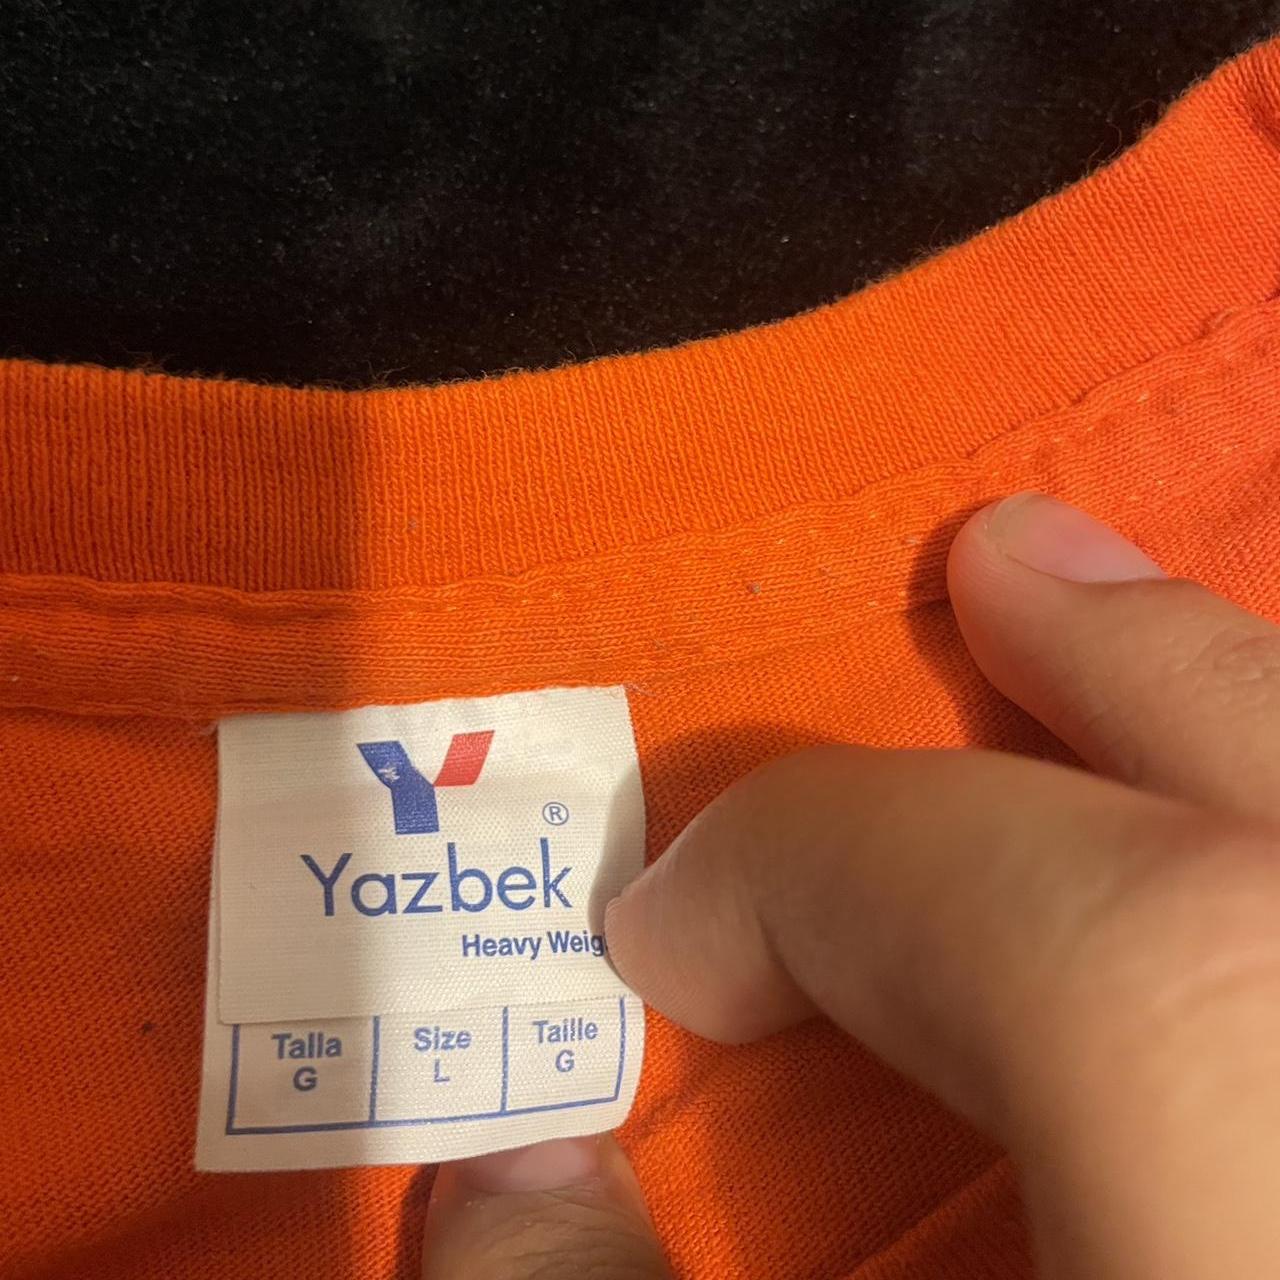 Y
®
Yazbek
Heavy Weig
Talla Size Taille
G L G